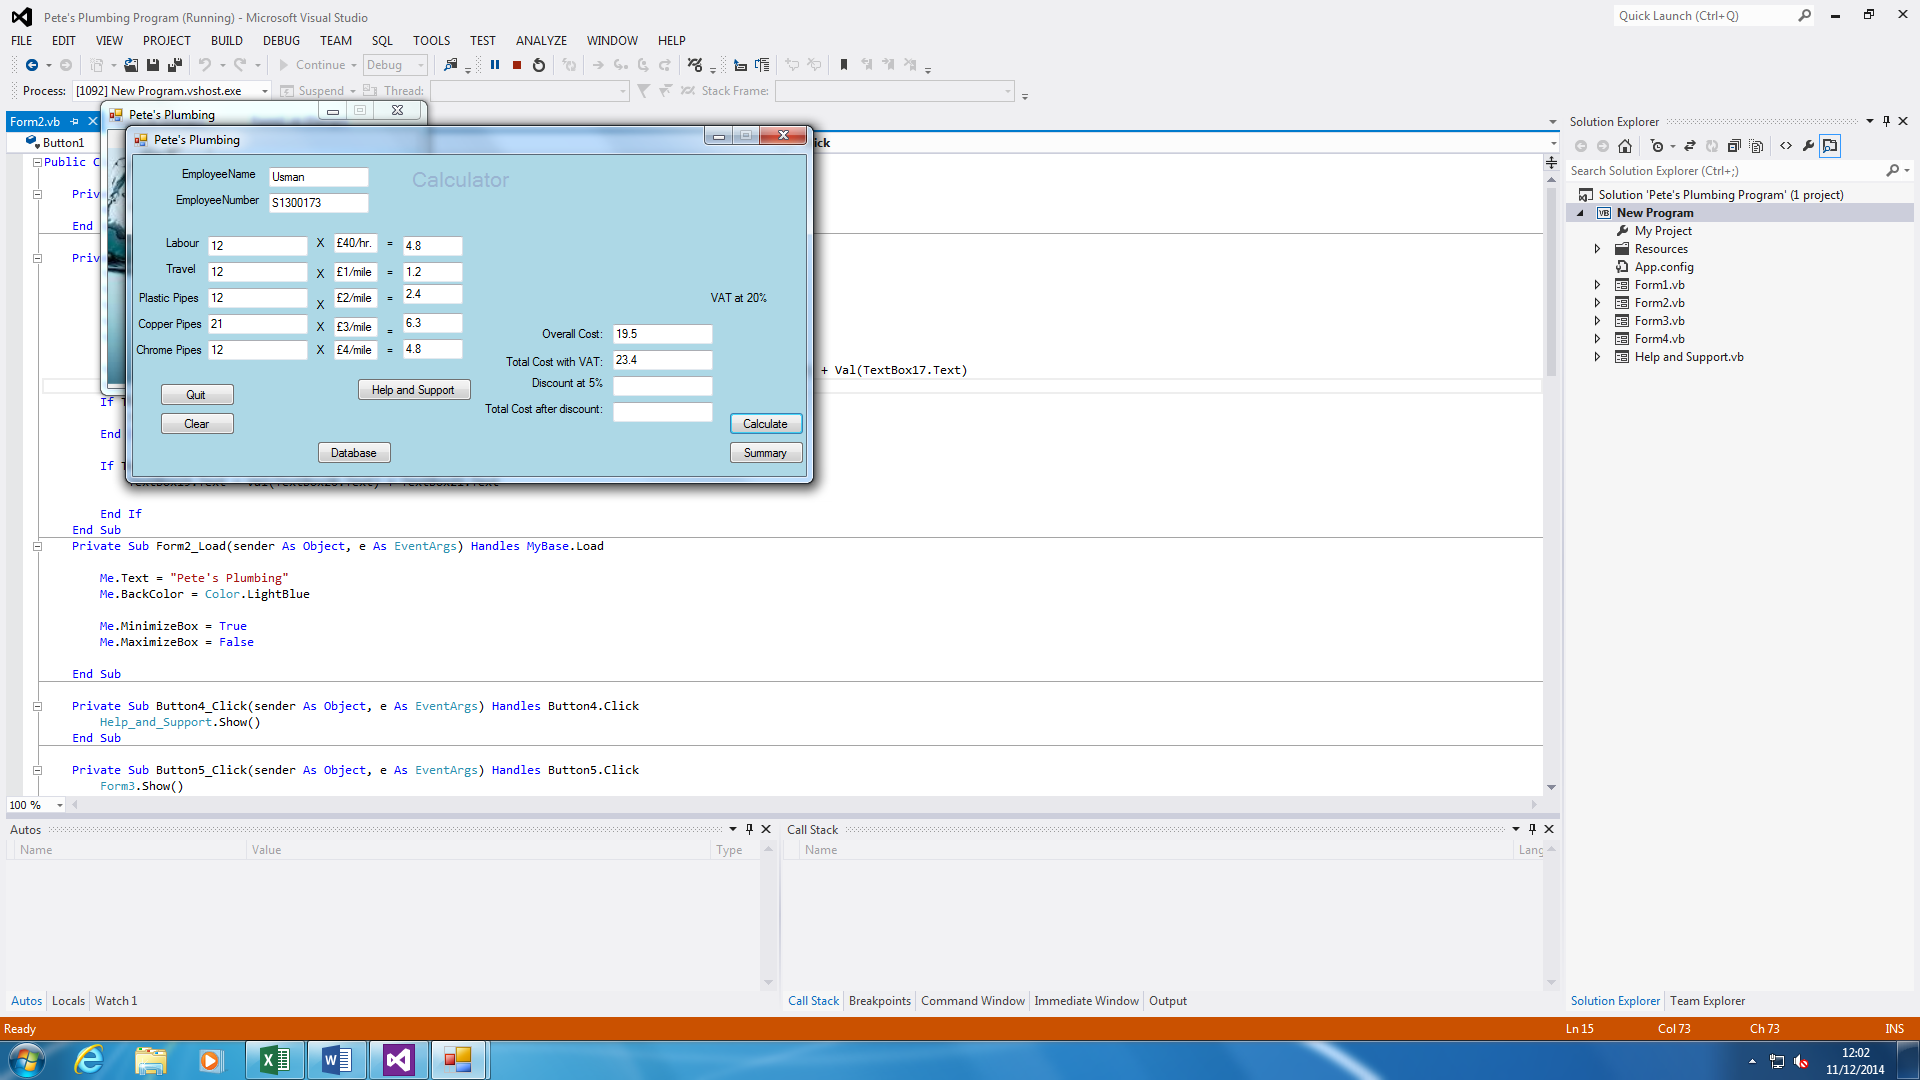 Pete's Plumbing Program (Running) - Microsoft Visual Studio
Quick Launch (Ctrl+Q)
FILE EDIT VIEW PROJECT BUILD DEBUG TEAM SQL TOOLS TEST ANALYZE WINDOW HELP
Continue Debug
Process: [1092] New Program.vshost.exe Suspend Thread: Stack Frame:
Form2.vb
Button1
Pete's Plumbing
Pete's Plumbing
EmployeeName Usman
Calculator
EmployeeNumber S1300173
Labour 12 X £40/hr. = 4.8
Travel 12 X £1/mile = 1.2
Plastic Pipes 12 X £2/mile = 2.4
VAT at 20%
Copper Pipes 21 X £3/mile = 6.3
Chrome Pipes 12 X £4/mile = 4.8
Overall Cost: 19.5
Total Cost with VAT: 23.4
Discount at 5%
Total Cost after discount:
Quit
Help and Support
Clear
Calculate
Database
Summary
ick
Public C
Priv
End
Priv
+ Val(TextBox17.Text)
If T
End
If T
End If
End Sub
Private Sub Form2_Load(sender As Object, e As EventArgs) Handles MyBase.Load
Me.Text = "Pete's Plumbing"
Me.BackColor = Color.LightBlue
Me.MinimizeBox = True
Me.MaximizeBox = False
End Sub
Private Sub Button4_Click(sender As Object, e As EventArgs) Handles Button4.Click
Help_and_Support.Show()
End Sub
Private Sub Button5_Click(sender As Object, e As EventArgs) Handles Button5.Click
Form3.Show()
100 %
Solution Explorer
Search Solution Explorer (Ctrl+;)
Solution 'Pete's Plumbing Program' (1 project)
VB New Program
My Project
Resources
App.config
Form1.vb
Form2.vb
Form3.vb
Form4.vb
Help and Support.vb
Autos
Name Value Type
Call Stack
Name Lang
Autos Locals Watch 1
Call Stack Breakpoints Command Window Immediate Window Output
Solution Explorer Team Explorer
Ready Ln 15 Col 73 Ch 73 INS
12:02
11/12/2014